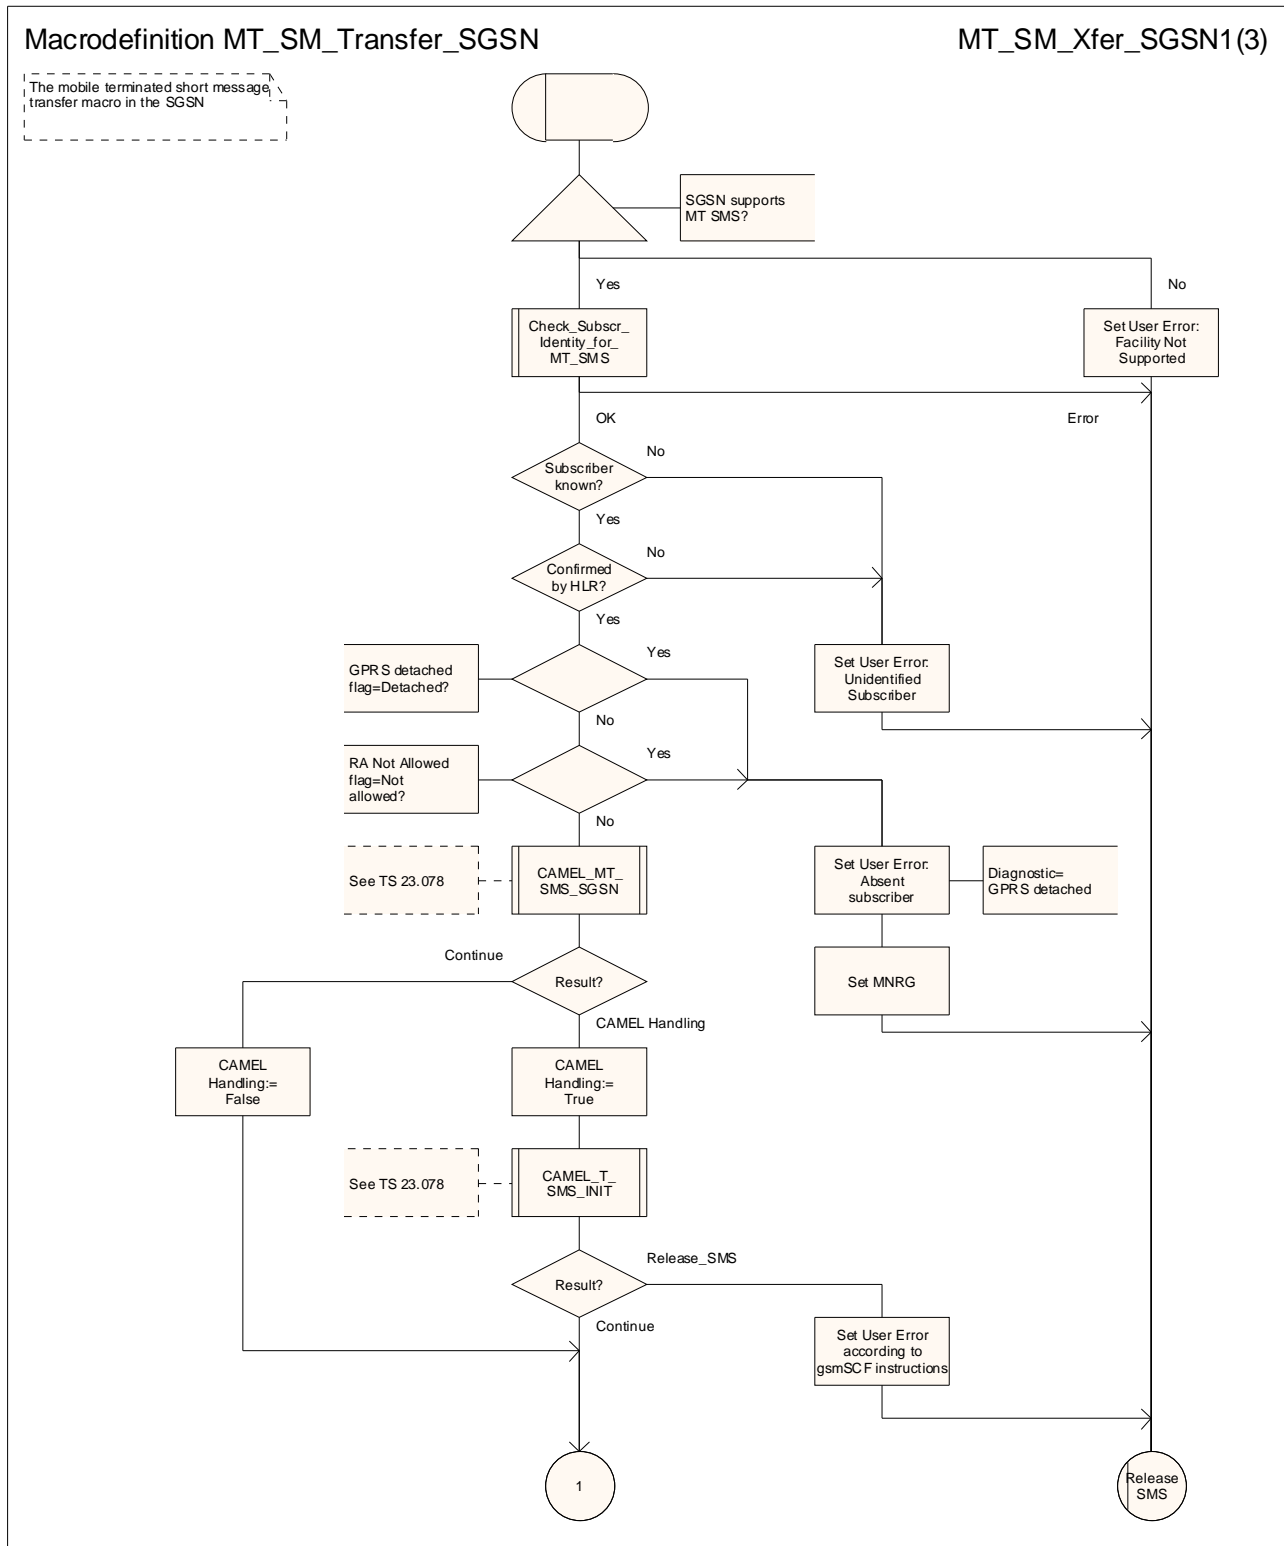 Macrodefinition MT_SM_Transfer_SGSN
MT_SM_Xfer_SGSN1(3)
The mobile terminated short message
transfer macro in the SGSN
SGSN supports
MT SMS?
Yes
No
Check_Subscr_
Identity_for_
MT_SMS
Set User Error:
Facility Not
Supported
OK
Error
Subscriber
known?
No
Yes
Confirmed
by HLR?
No
Yes
GPRS detached
flag=Detached?
Yes
Set User Error:
Unidentified
Subscriber
No
RA Not Allowed
flag=Not
allowed?
Yes
No
See TS 23.078
CAMEL_MT_
SMS_SGSN
Set User Error:
Absent
subscriber
Diagnostic=
GPRS detached
Continue
Result?
Set MNRG
CAMEL Handling
CAMEL
Handling:=
False
CAMEL
Handling:=
True
See TS 23.078
CAMEL_T_
SMS_INIT
Release_SMS
Result?
Continue
Set User Error
according to
gsmSCF instructions
1
Release
SMS